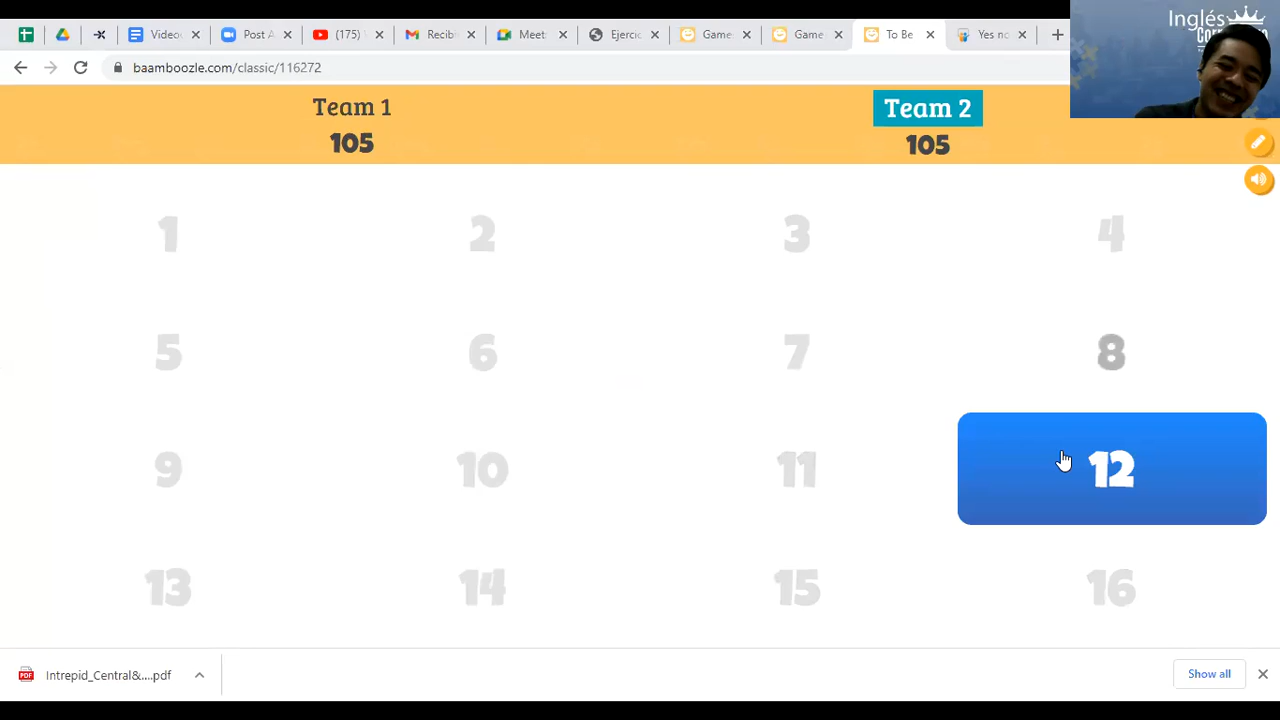 Video
Post A
(175)
Recib
Meet
Ejercic
Game
Game
To Be
Yes no
Inglés
baamboozle.com/classic/116272
Team 1
Team 2
105
105
1 2 3 4
5 6 7 8
9 10 11 12
13 14 15 16
Intrepid_Central&....pdf
Show all